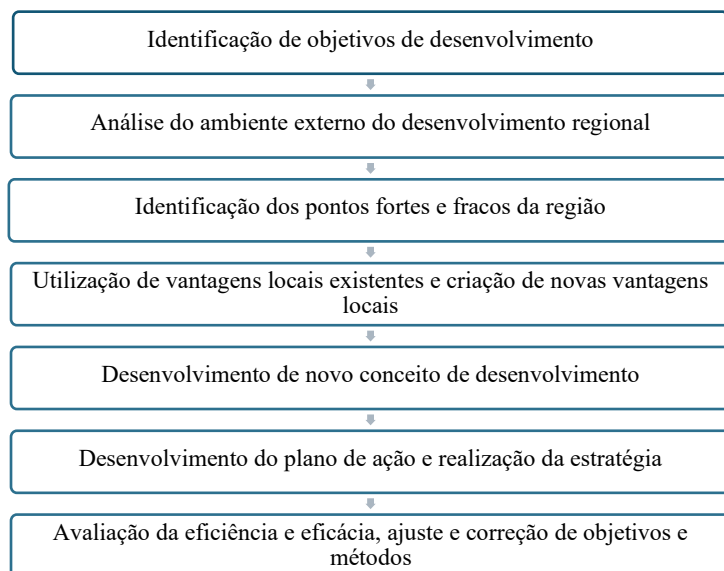 Identificação de objetivos de desenvolvimento
Análise do ambiente externo do desenvolvimento regional
Identificação dos pontos fortes e fracos da região
Utilização de vantagens locais existentes e criação de novas vantagens
locais
Desenvolvimento de novo conceito de desenvolvimento
Desenvolvimento do plano de ação e realização da estratégia
Avaliação da eficiência e eficácia, ajuste e correção de objetivos e
métodos